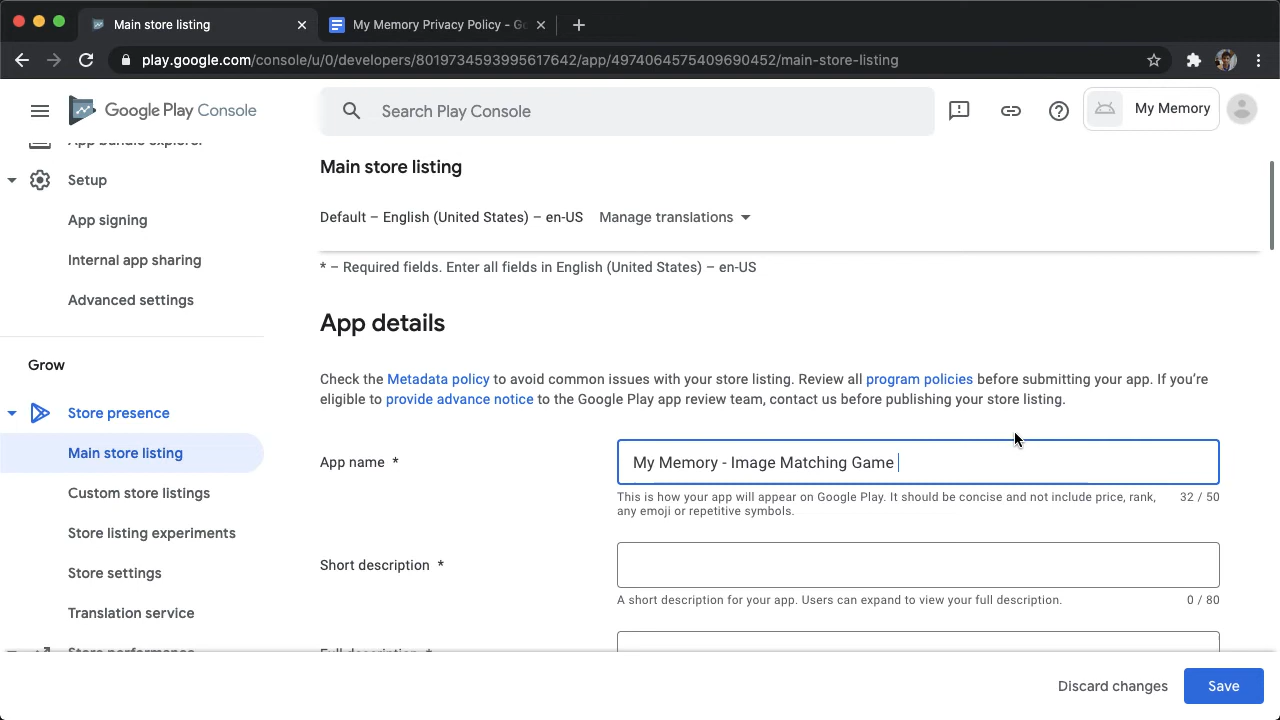 Main store listing
My Memory Privacy Policy - Go
play.google.com/console/u/0/developers/8019734593995617642/app/4974064575409690452/main-store-listing
Google Play Console
Search Play Console
My Memory
App bundle explorer
Setup
App signing
Internal app sharing
Advanced settings
Grow
Store presence
Main store listing
Custom store listings
Store listing experiments
Store settings
Translation service
Store performance
Main store listing
Default – English (United States) – en-US Manage translations
* – Required fields. Enter all fields in English (United States) – en-US
App details
Check the Metadata policy to avoid common issues with your store listing. Review all program policies before submitting your app. If you’re
eligible to provide advance notice to the Google Play app review team, contact us before publishing your store listing.
App name *
My Memory - Image Matching Game
This is how your app will appear on Google Play. It should be concise and not include price, rank, 32 / 50
any emoji or repetitive symbols.
Short description *
A short description for your app. Users can expand to view your full description. 0 / 80
Full description *
Discard changes
Save